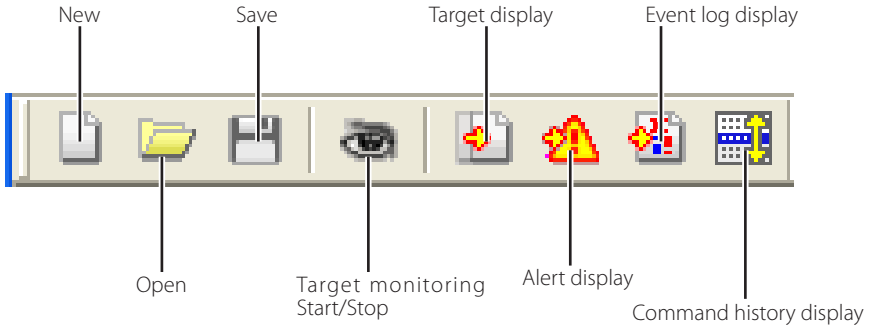 New
Save
Target display
Event log display
Open
Target monitoring
Start/Stop
Alert display
Command history display